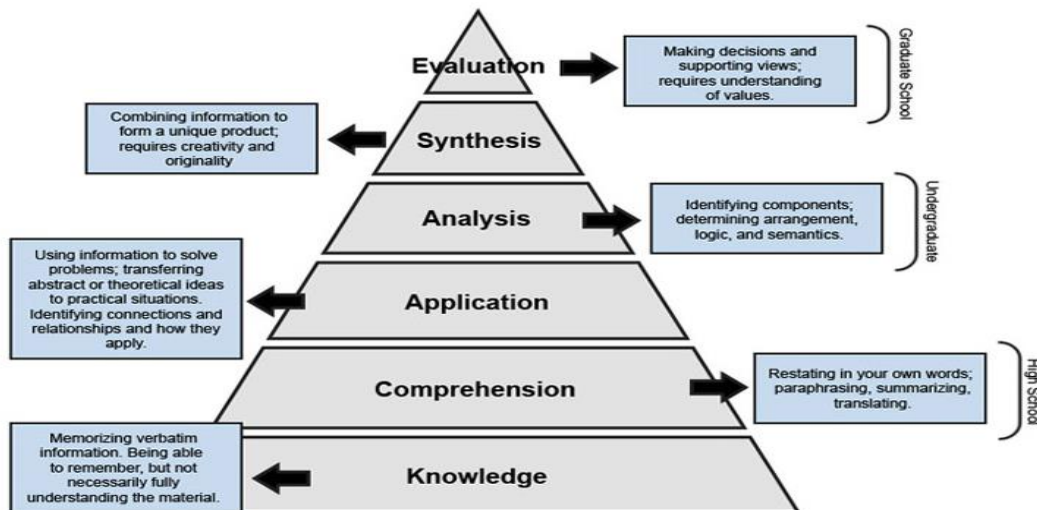 Evaluation
Making decisions and
supporting views;
requires understanding
of values.
Graduate School
Combining information to
form a unique product;
requires creativity and
originality
Synthesis
Analysis
Identifying components;
determining arrangement,
logic, and semantics.
Undergraduate
Using information to solve
problems; transferring
abstract or theoretical ideas
to practical situations.
Identifying connections and
relationships and how they
apply.
Application
Comprehension
Restating in your own words;
paraphrasing, summarizing,
translating.
High School
Memorizing verbatim
information. Being able
to remember, but not
necessarily fully
understanding the material.
Knowledge